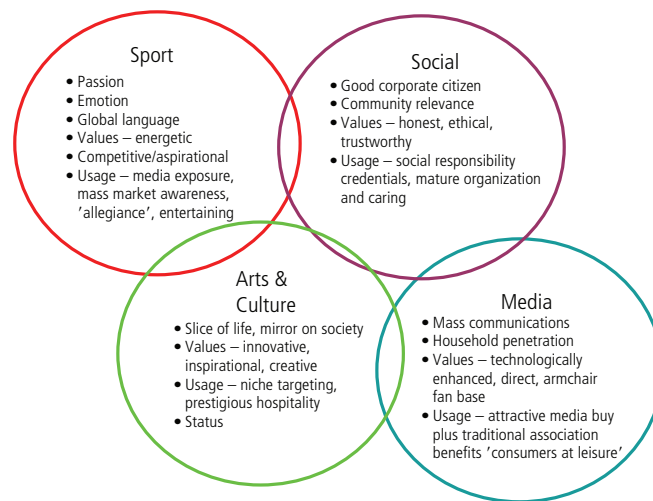 Sport
• Passion
• Emotion
• Global language
• Values – energetic
• Competitive/aspirational
• Usage – media exposure,
mass market awareness,
'allegiance', entertaining
Social
• Good corporate citizen
• Community relevance
• Values – honest, ethical,
trustworthy
• Usage – social responsibility
credentials, mature organization
and caring
Arts &
Culture
• Slice of life, mirror on society
• Values – innovative,
inspirational, creative
• Usage – niche targeting,
prestigious hospitality
• Status
Media
• Mass communications
• Household penetration
• Values – technologically
enhanced, direct, armchair
fan base
• Usage – attractive media buy
plus traditional association
benefits 'consumers at leisure'